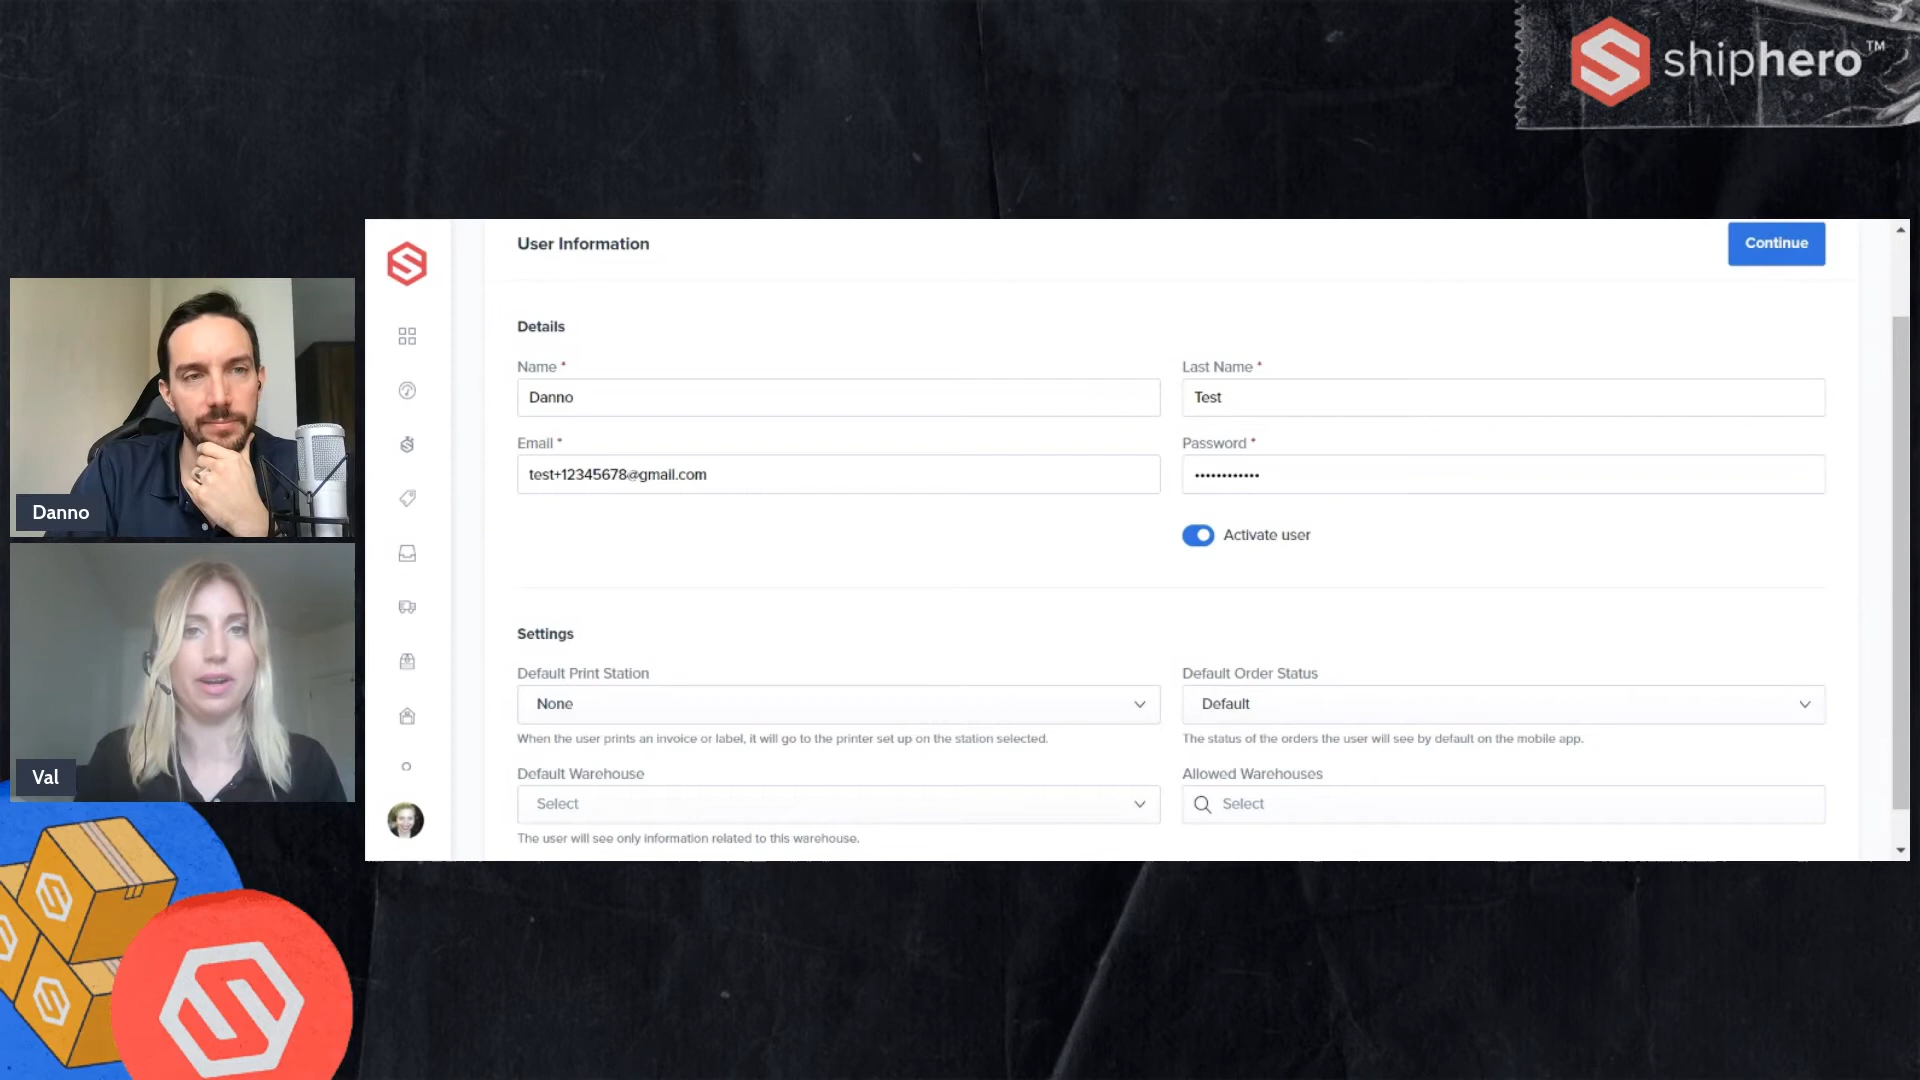 shiphero™
User Information
Continue
Details
Name *
Last Name *
Danno
Test
Email *
Password *
test+12345678@gmail.com
••••••••••••
Activate user
Settings
Default Print Station
Default Order Status
None
Default
When the user prints an invoice or label, it will go to the printer set up on the station selected.
The status of the orders the user will see by default on the mobile app.
Default Warehouse
Allowed Warehouses
Select
Select
The user will see only information related to this warehouse.
Danno
Val